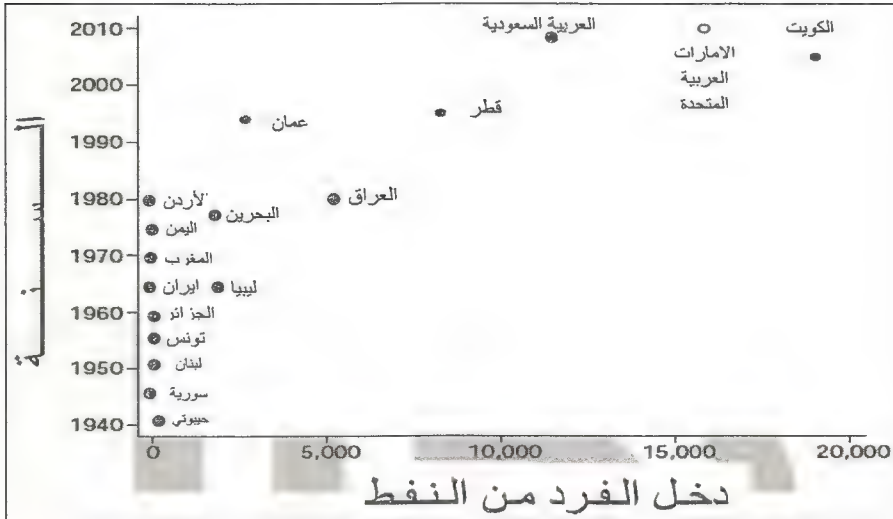 2010
العربية السعودية
الامارات
العربية
المتحدة
الكويت
2000
قطر
عمان
1990
1980
الأردن
العراق
البحرين
اليمن
1970
المغرب
ايران
ليبيا
1960
الجزائر
تونس
1950
لبنان
سورية
1940
جيبوتي
السنة
0
5,000
10,000
15,000
20,000
دخل الفرد من النفط